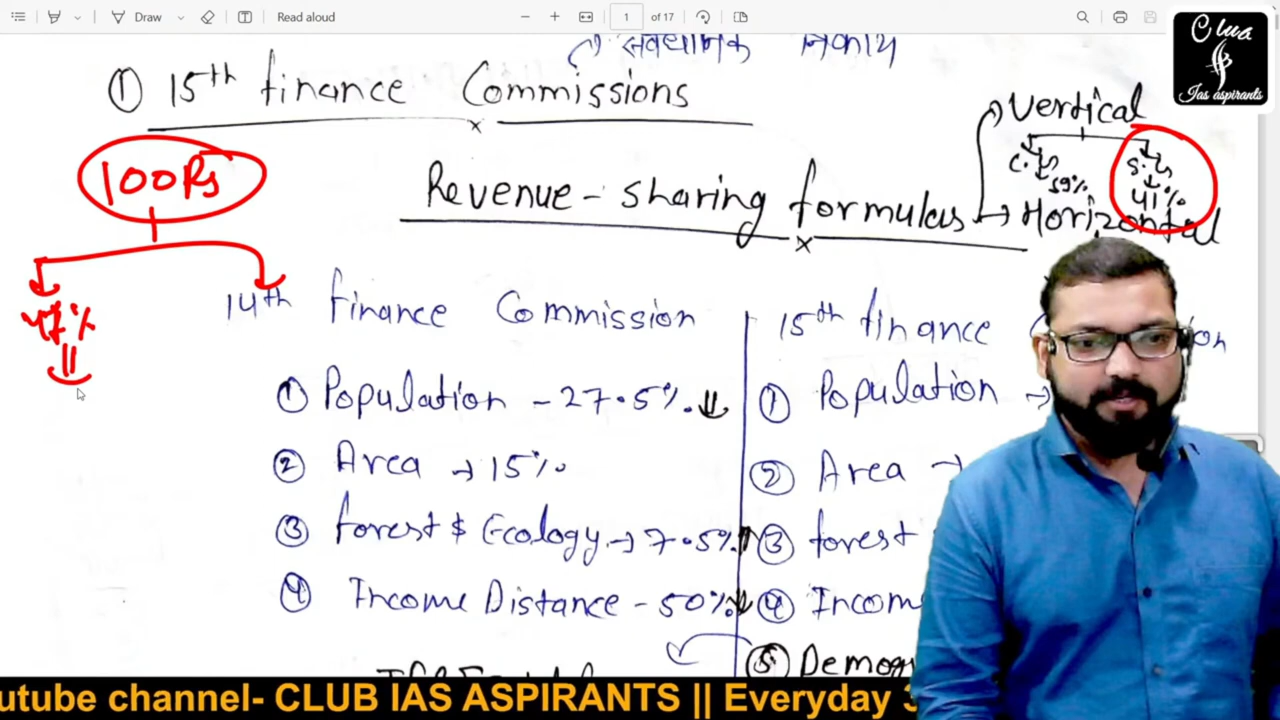 Draw
Read aloud
1 of 17
Clua
Ias aspirants
① 15th finance Commissions
Vertical
C. S.
59% 41%
100Rs
Revenue - sharing formulas → Horizontal
14th finance Commission
15th finance
① Population - 27.5%
① Population →
② Area → 15%
② Area →
③ forest & Ecology → 7.5%
③ forest
④ Income Distance - 50%
④ Incom
⑤ Demog
utube channel- CLUB IAS ASPIRANTS || Everyday 3